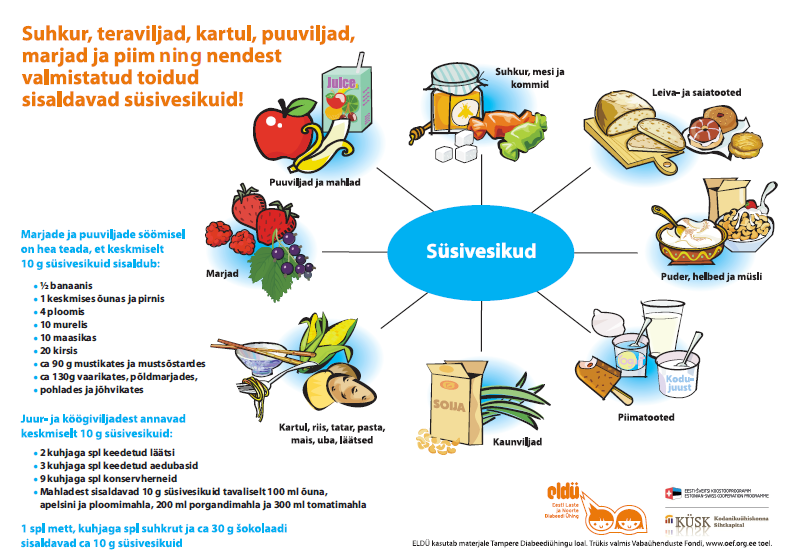 Suhkur, teraviljad, kartul, puuviljad,
marjad ja piim ning nendest
valmistatud toidud
sisaldavad süsivesikuid!
Juice
Puuviljad ja mahlad
Suhkur, mesi ja
kommid
Leiva- ja saiatooted
Marjad
Süsivesikud
Puder, helbed ja müsli
Kartul, riis, tatar, pasta,
mais, uba, läätsed
SOIJA
Kaunviljad
Kodu-
juust
Piimatooted
Marjade ja puuviljade söömisel
on hea teada, et keskmiselt
10 g süsivesikuid sisaldub:
• ½ banaanis
• 1 keskmises õunas ja pirnis
• 4 ploomis
• 10 murelis
• 10 maasikas
• 20 kirsis
• ca 90 g mustikates ja mustsõstardes
• ca 130g vaarikates, põldmarjades,
• pohlades ja jõhvikates
Juur- ja köögiviljadest annavad
keskmiselt 10 g süsivesikuid:
• 2 kuhjaga spl keedetud läätsi
• 3 kuhjaga spl keedetud aedubasid
• 9 kuhjaga spl konservherneid
• Mahladest sisaldavad 10 g süsivesikuid tavaliselt 100 ml õuna,
apelsini ja ploomimahla, 200 ml porgandimahla ja 300 ml tomatimahla
1 spl mett, kuhjaga spl suhkrut ja ca 30 g šokolaadi
sisaldavad ca 10 g süsivesikuid
eldü
Eesti Laste
ja Noorte
Diabeedi Ühing
EESTI-ŠVEITSI KOOSTÖÖPROGRAMM
ESTONIAN-SWISS COOPERATION PROGRAMME
KÜSK
Kodanikuühiskonna
Sihtkapital
ELDÜ kasutab materjale Tampere Diabeediühingu loal. Trükis valmis Vabaühenduste Fondi, www.oef.org.ee toel.